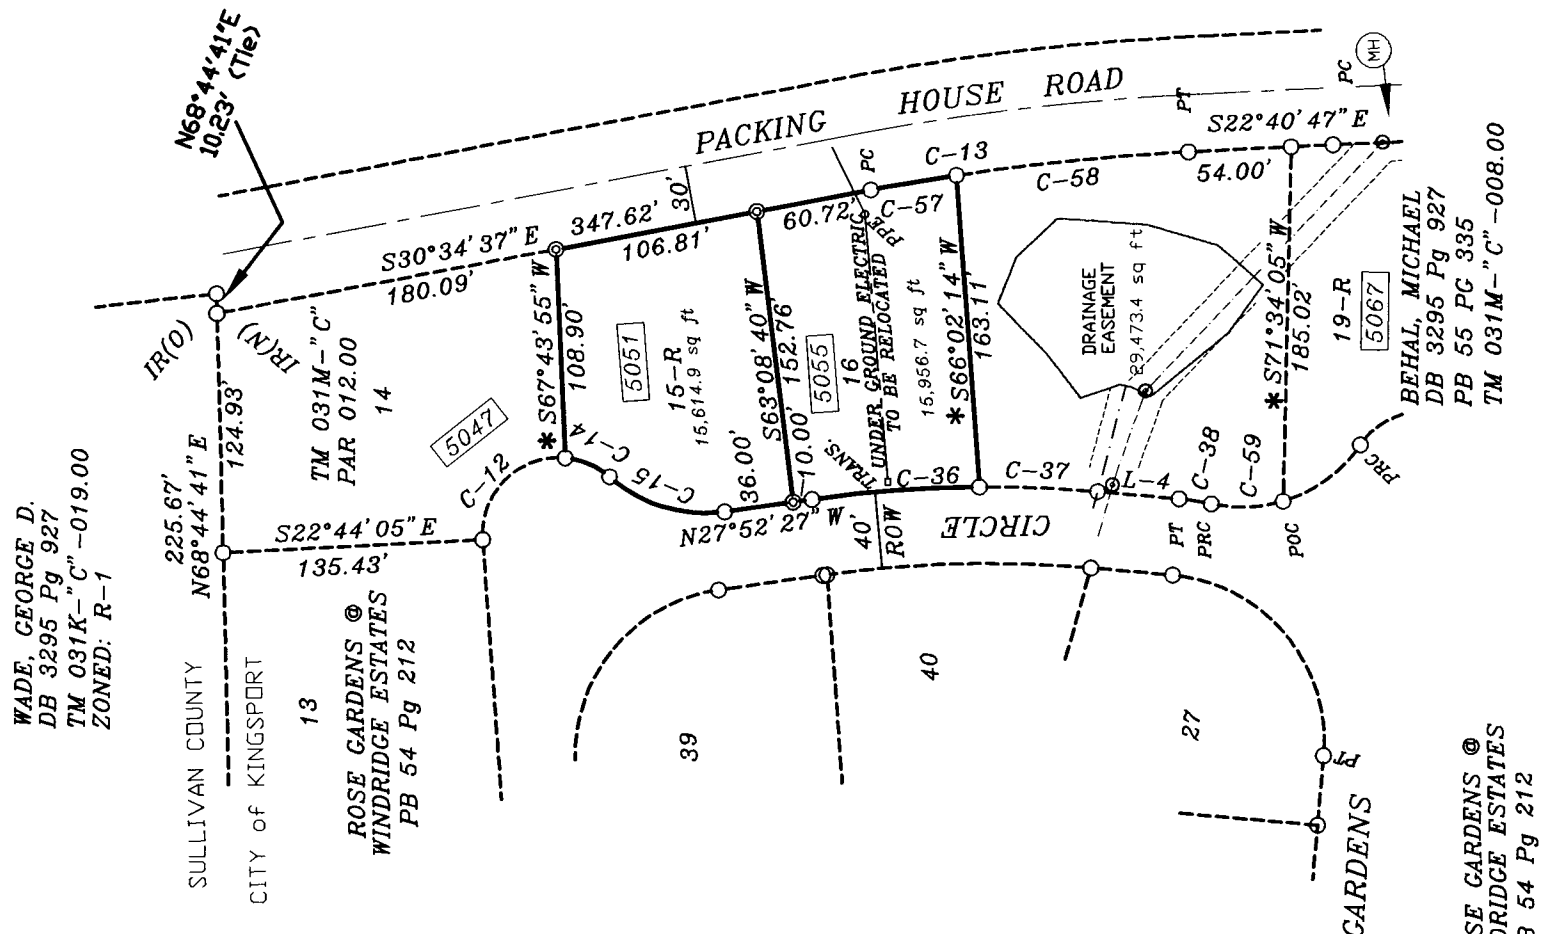 N68°44'41"E
10.23' (Tie)
PACKING HOUSE ROAD
MH
PC
PT
S22°40'47" E
54.00'
C-13
C-58
PC
C-57
PPE
60.72'
347.62'
30'
106.81'
S30°34'37" E
180.09'
IR(O)
IR(N)
124.93'
225.67'
N68°44'41" E
TM 031M-"C"
PAR 012.00
14
5047
* S67°43'55" W
108.90'
C-14
C-12
C-15
5051
15-R
15,614.9 sq ft
36.00'
S63°08'40" W
152.76'
10.00'
5055
16
UNDER GROUND ELECTRIC
TO BE RELOCATED
15,956.7 sq ft
TRANS.
* S66°02'14" W
163.11'
DRAINAGE
EASEMENT
29,473.4 sq ft
* S71°34'05" W
185.02'
19-R
5067
BEHAL, MICHAEL
DB 3295 Pg 927
PB 55 PG 335
TM 031M-"C"-008.00
C-36
C-37
L-4
C-38
C-59
PT
PRC
POC
PRC
N27°52'27" W
40'
ROW
CIRCLE
S22°44'05" E
135.43'
WADE, GEORGE D.
DB 3295 Pg 927
TM 031K-"C"-019.00
ZONED: R-1
SULLIVAN COUNTY
CITY of KINGSPORT
13
ROSE GARDENS @
WINDRIDGE ESTATES
PB 54 Pg 212
39
40
27
PT
GARDENS
SE GARDENS @
DRIDGE ESTATES
54 Pg 212